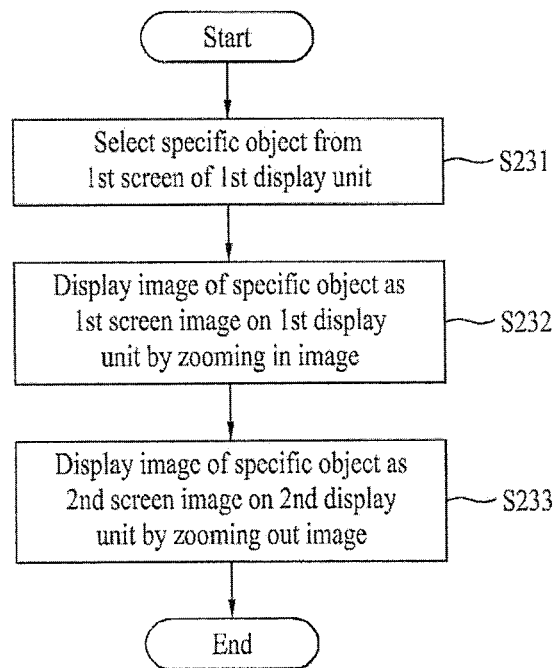 Start
Select specific object from
1st screen of 1st display unit
S231
Display image of specific object as
1st screen image on 1st display
unit by zooming in image
S232
Display image of specific object as
2nd screen image on 2nd display
unit by zooming out image
S233
End